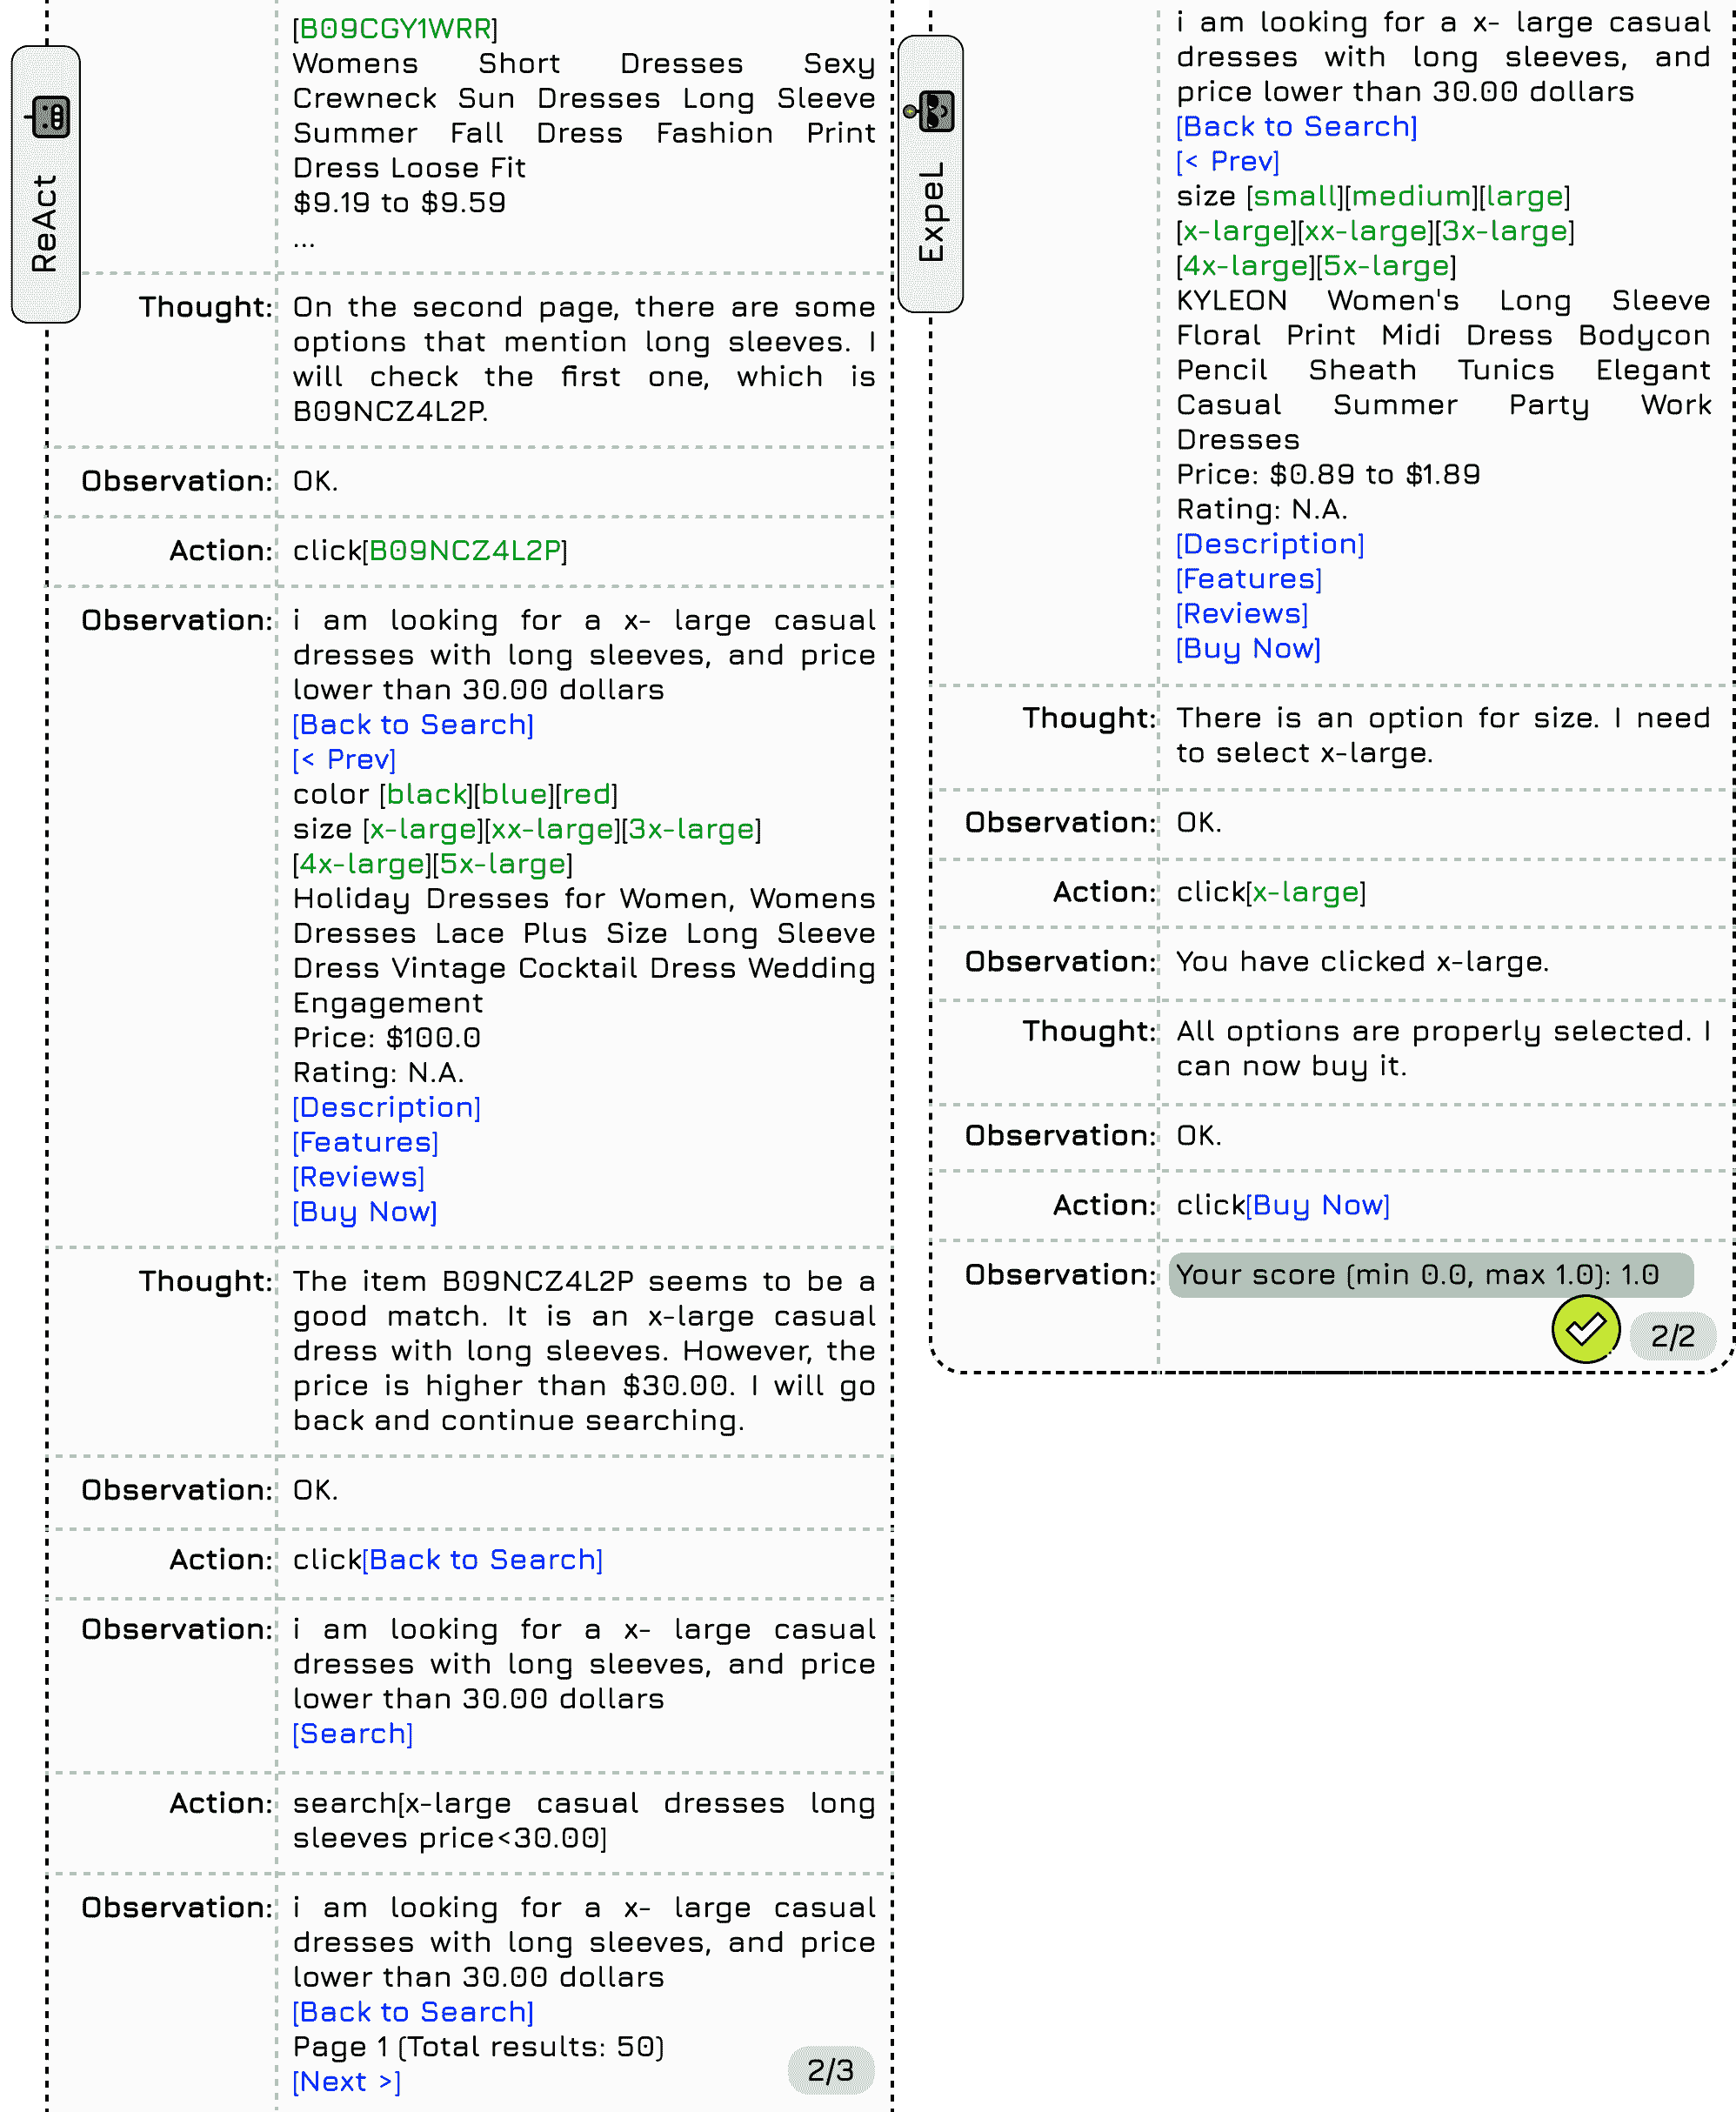 ReAct
[B09CGY1WRR]
Womens Short Dresses Sexy
Crewneck Sun Dresses Long Sleeve
Summer Fall Dress Fashion Print
Dress Loose Fit
$9.19 to $9.59
...
Thought: On the second page, there are some
options that mention long sleeves. I
will check the first one, which is
B09NCZ4L2P.
Observation: OK.
Action: click[B09NCZ4L2P]
Observation: i am looking for a x- large casual
dresses with long sleeves, and price
lower than 30.00 dollars
[Back to Search]
[< Prev]
color [black][blue][red]
size [x-large][xx-large][3x-large]
[4x-large][5x-large]
Holiday Dresses for Women, Womens
Dresses Lace Plus Size Long Sleeve
Dress Vintage Cocktail Dress Wedding
Engagement
Price: $100.0
Rating: N.A.
[Description]
[Features]
[Reviews]
[Buy Now]
Thought: The item B09NCZ4L2P seems to be a
good match. It is an x-large casual
dress with long sleeves. However, the
price is higher than $30.00. I will go
back and continue searching.
Observation: OK.
Action: click[Back to Search]
Observation: i am looking for a x- large casual
dresses with long sleeves, and price
lower than 30.00 dollars
[Search]
Action: search[x-large casual dresses long
sleeves price<30.00]
Observation: i am looking for a x- large casual
dresses with long sleeves, and price
lower than 30.00 dollars
[Back to Search]
Page 1 (Total results: 50)
[Next >]
2/3
ExpeL
i am looking for a x- large casual
dresses with long sleeves, and
price lower than 30.00 dollars
[Back to Search]
[< Prev]
size [small][medium][large]
[x-large][xx-large][3x-large]
[4x-large][5x-large]
KYLEON Women's Long Sleeve
Floral Print Midi Dress Bodycon
Pencil Sheath Tunics Elegant
Casual Summer Party Work
Dresses
Price: $0.89 to $1.89
Rating: N.A.
[Description]
[Features]
[Reviews]
[Buy Now]
Thought: There is an option for size. I need
to select x-large.
Observation: OK.
Action: click[x-large]
Observation: You have clicked x-large.
Thought: All options are properly selected. I
can now buy it.
Observation: OK.
Action: click[Buy Now]
Observation: Your score (min 0.0, max 1.0): 1.0
2/2